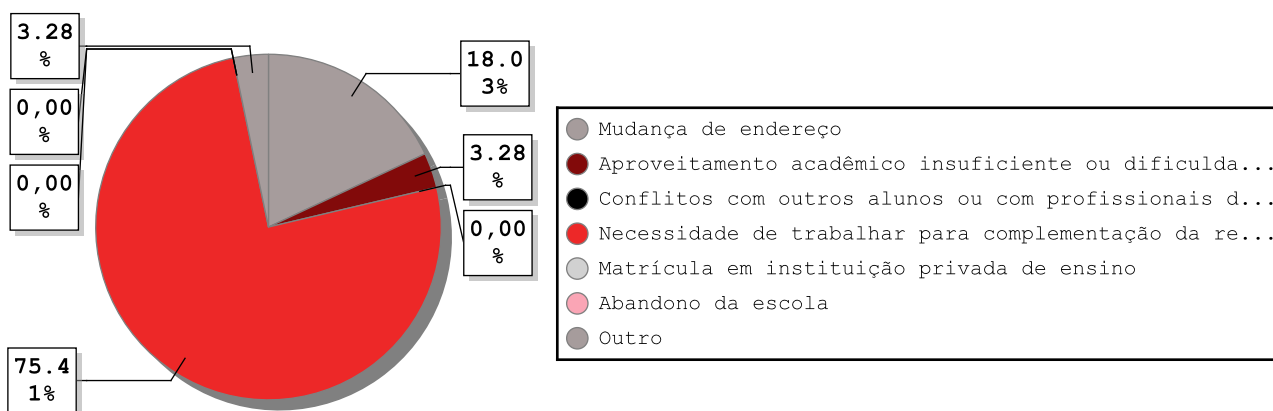 3.28
%
0,00
%
0,00
%
75.4
1%
18.0
3%
3.28
%
0,00
%
Mudança de endereço
Aproveitamento acadêmico insuficiente ou dificulda...
Conflitos com outros alunos ou com profissionais d...
Necessidade de trabalhar para complementação da re...
Matrícula em instituição privada de ensino
Abandono da escola
Outro